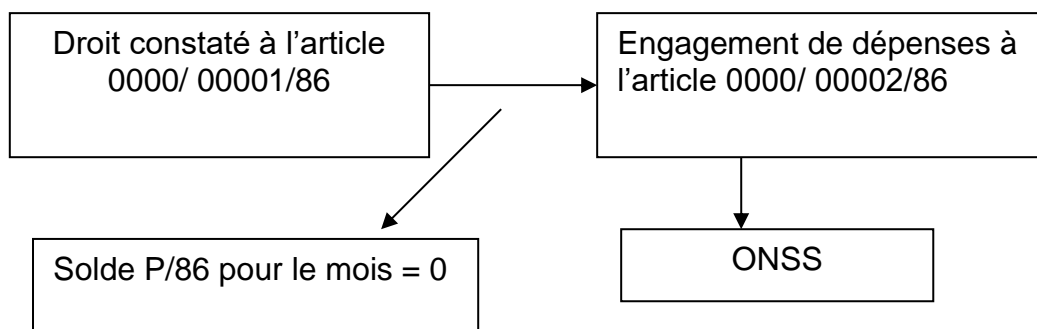 Droit constaté à l’article
0000/ 00001/86
Engagement de dépenses à
l’article 0000/ 00002/86
Solde P/86 pour le mois = 0
ONSS